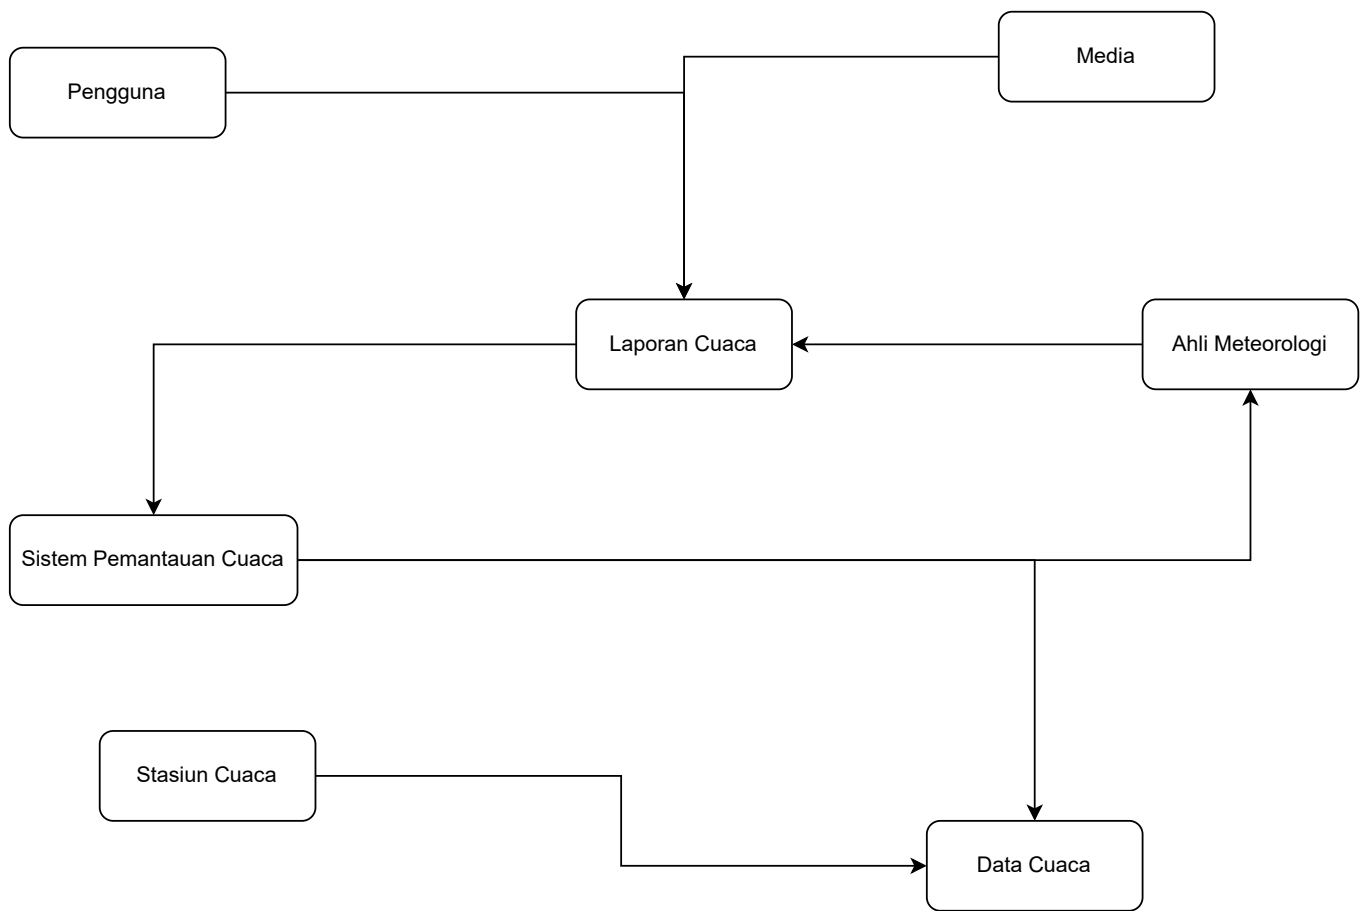 Media
Pengguna
Laporan Cuaca
Ahli Meteorologi
Sistem Pemantauan Cuaca
Stasiun Cuaca
Data Cuaca